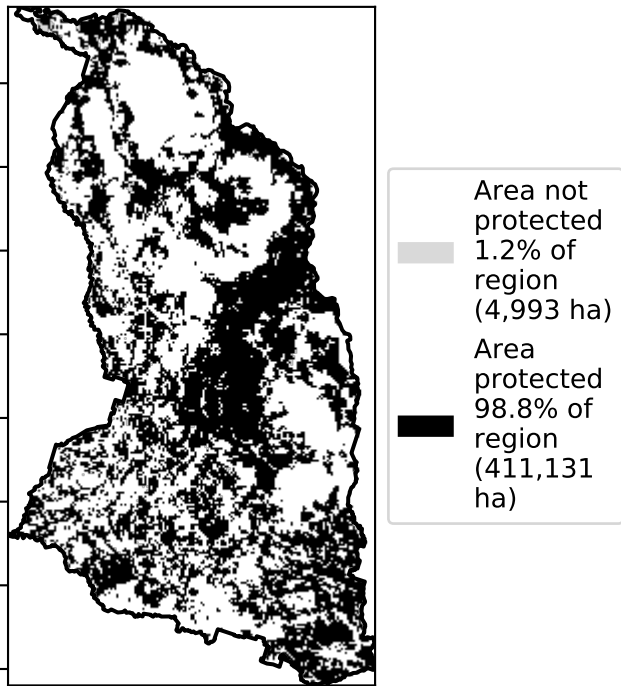 Area not
protected
1.2% of
region
(4,993 ha)
Area
protected
98.8% of
region
(411,131
ha)